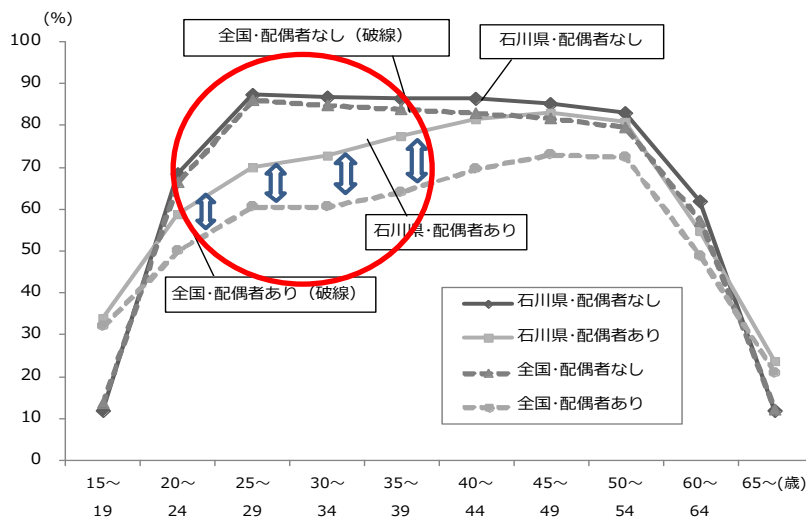 (%)
全国･配偶者なし（破線）
石川県･配偶者なし
100
90
80
70
60
50
40
30
20
10
0
石川県･配偶者あり
全国･配偶者あり（破線）
石川県･配偶者なし
石川県･配偶者あり
全国･配偶者なし
全国･配偶者あり
15～ 20～ 25～ 30～ 35～ 40～ 45～ 50～ 60～ 65～(歳)
19 24 29 34 39 44 49 54 64